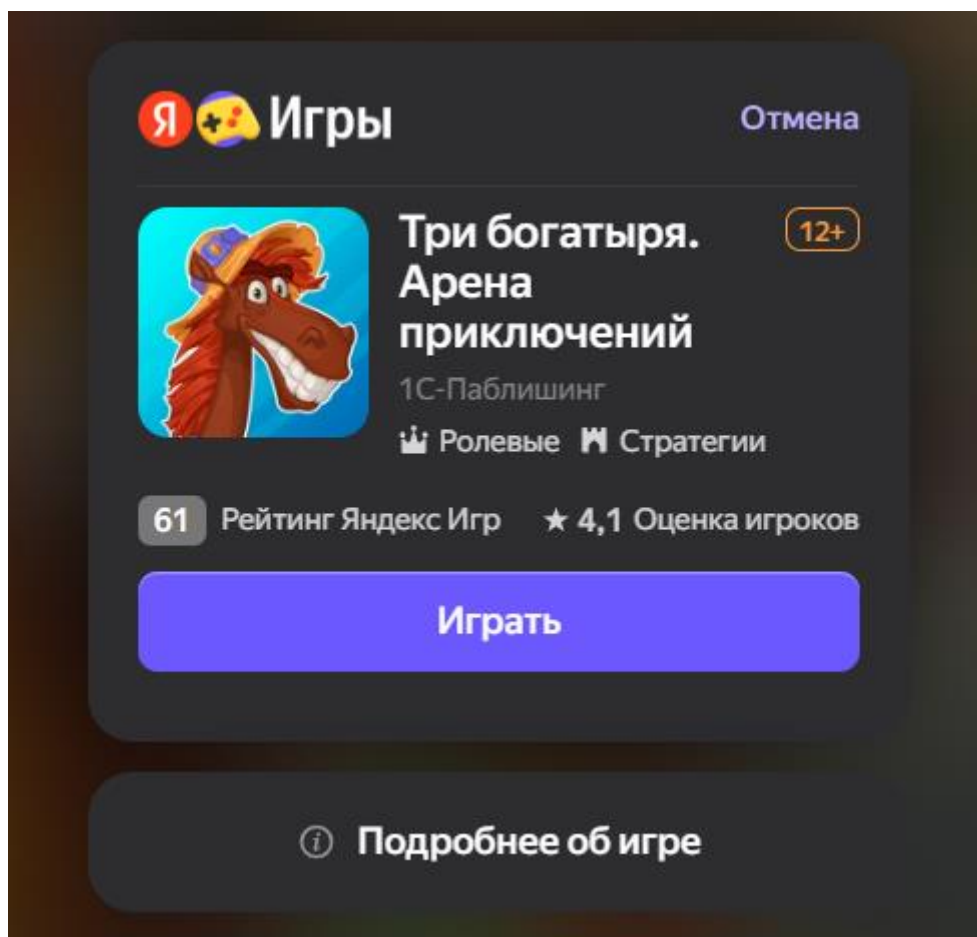 Я Игры
Отмена
Три богатыря.
Арена
приключений
12+
1С-Паблишинг
Ролевые Стратегии
61 Рейтинг Яндекс Игр ★ 4,1 Оценка игроков
Играть
Подробнее об игре